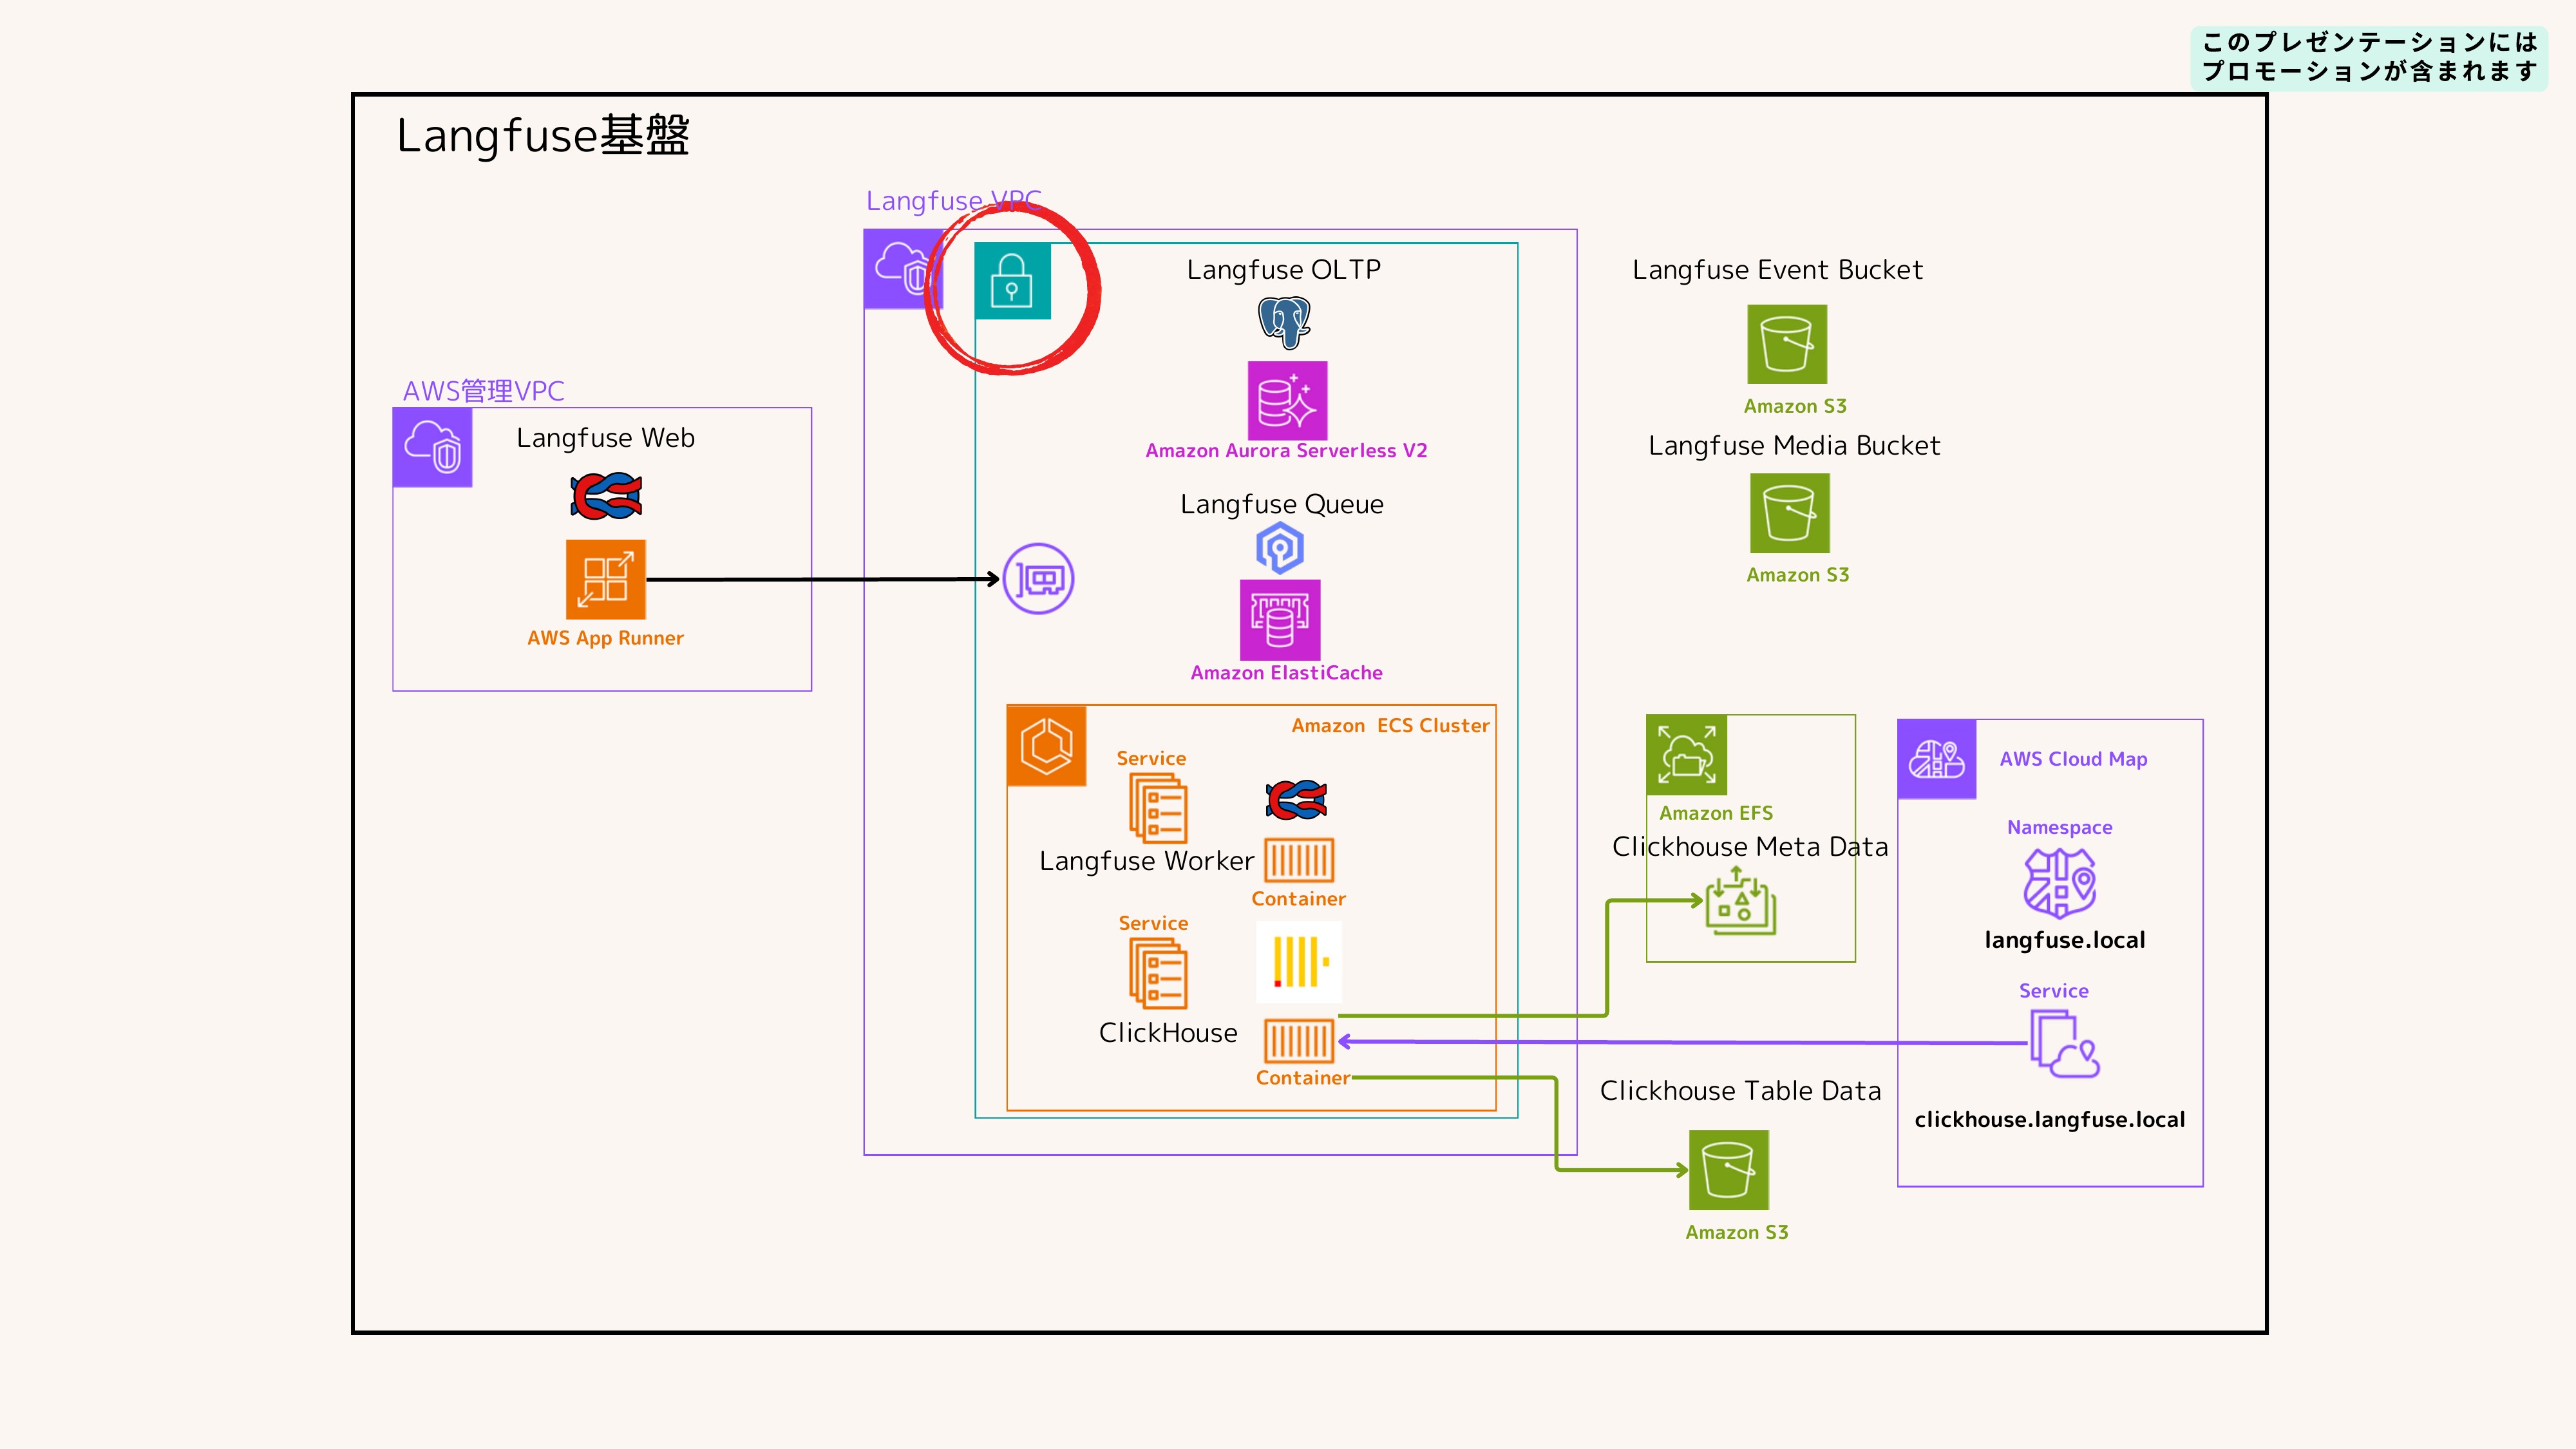 このプレゼンテーションには
プロモーションが含まれます
Langfuse基盤
Langfuse VPC
AWS管理VPC
Langfuse Web
AWS App Runner
Langfuse OLTP
Amazon Aurora Serverless V2
Langfuse Queue
Amazon ElastiCache
Amazon ECS Cluster
Service
Langfuse Worker
Container
Service
ClickHouse
Container
Langfuse Event Bucket
Amazon S3
Langfuse Media Bucket
Amazon S3
Amazon EFS
Clickhouse Meta Data
Clickhouse Table Data
Amazon S3
AWS Cloud Map
Namespace
langfuse.local
Service
clickhouse.langfuse.local